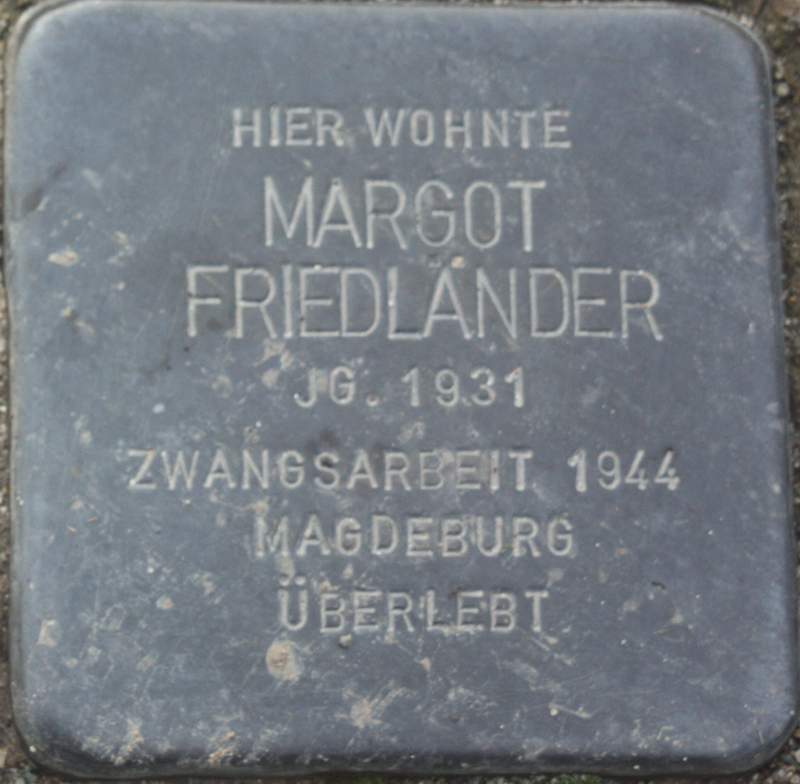 HIER WOHNTE
MARGOT
FRIEDLÄNDER
JG. 1931
ZWANGSARBEIT 1944
MAGDEBURG
ÜBERLEBT